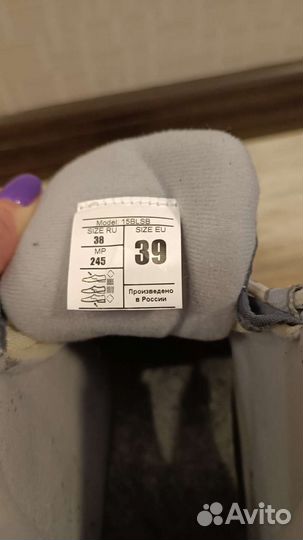 Model: 15BLSB
SIZE RU
38
MP
245
SIZE EU
39
Произведено
в России
Avito